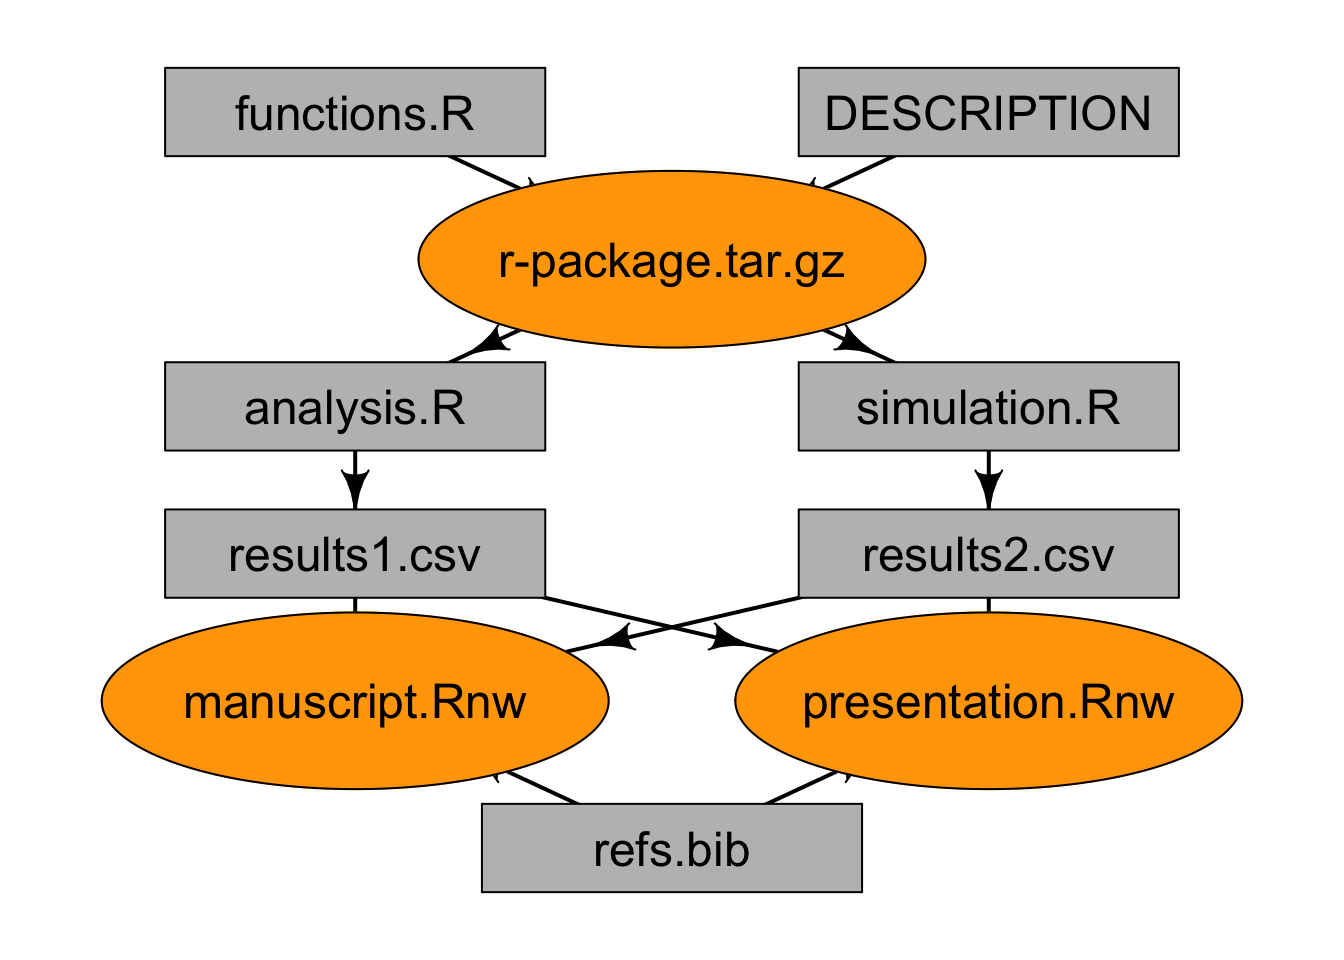 functions.R
DESCRIPTION
r-package.tar.gz
analysis.R
simulation.R
results1.csv
results2.csv
manuscript.Rnw
presentation.Rnw
refs.bib